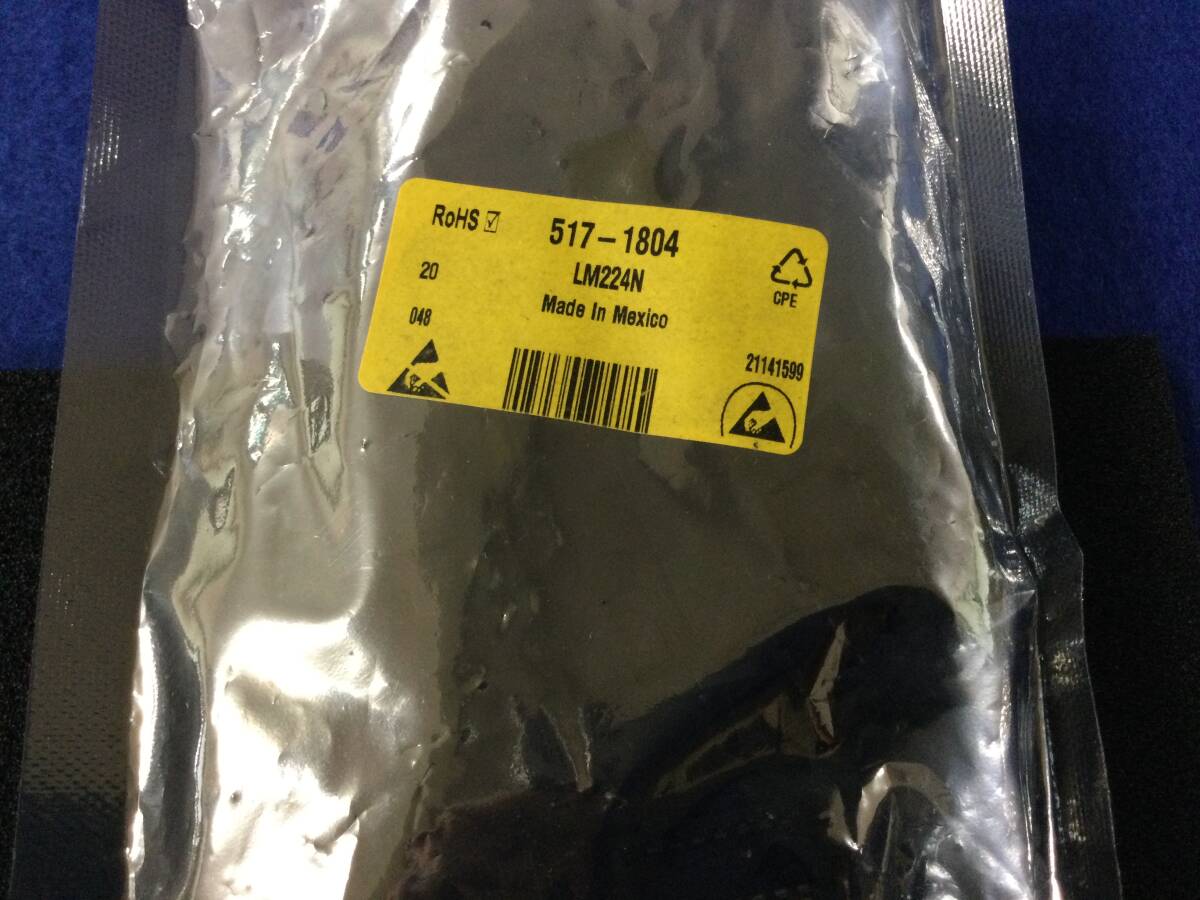 RoHS ☑
517-1804
LM224N
Made In Mexico
20
048
CPE
21141599